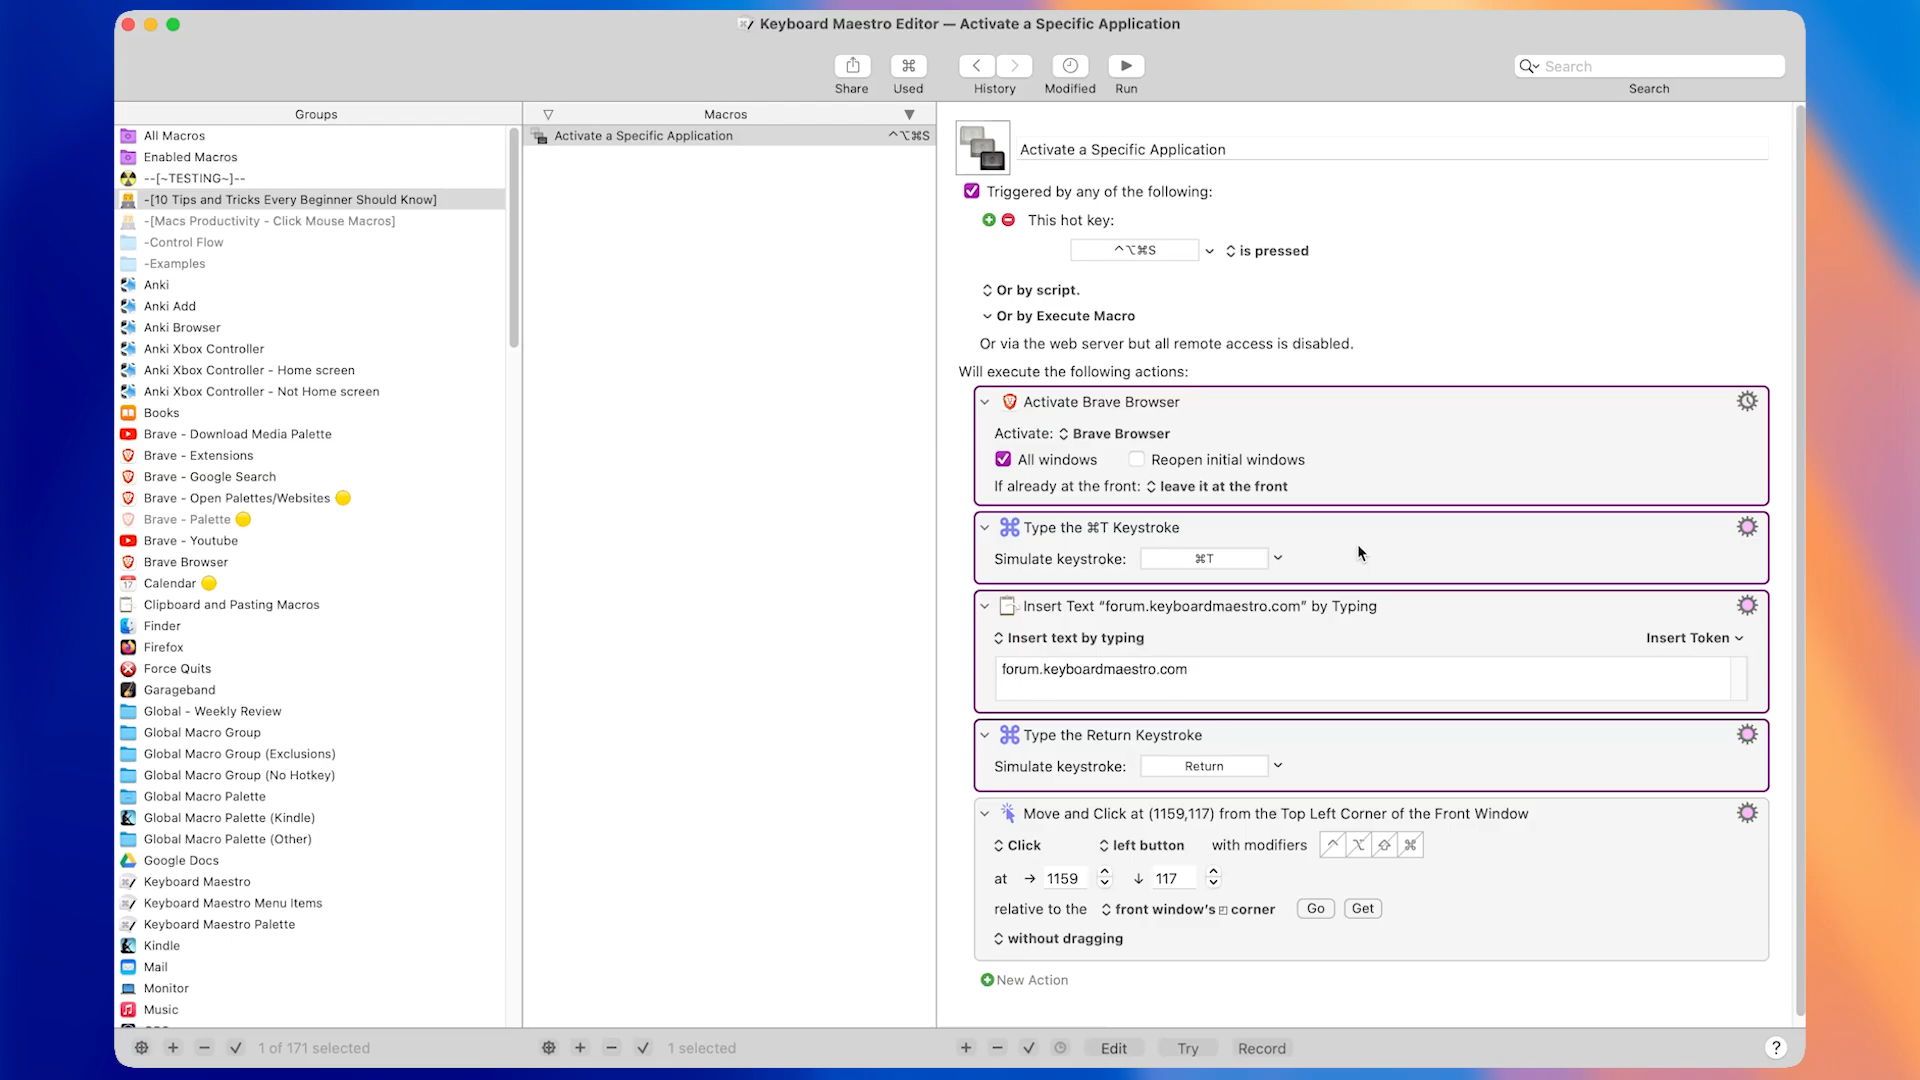 Keyboard Maestro Editor — Activate a Specific Application
Share
Used
History
Modified
Run
Search
Search
Groups
All Macros
Enabled Macros
--[~TESTING~]--
-[10 Tips and Tricks Every Beginner Should Know]
-[Macs Productivity - Click Mouse Macros]
-Control Flow
-Examples
Anki
Anki Add
Anki Browser
Anki Xbox Controller
Anki Xbox Controller - Home screen
Anki Xbox Controller - Not Home screen
Books
Brave - Download Media Palette
Brave - Extensions
Brave - Google Search
Brave - Open Palettes/Websites
Brave - Palette
Brave - Youtube
Brave Browser
Calendar
Clipboard and Pasting Macros
Finder
Firefox
Force Quits
Garageband
Global - Weekly Review
Global Macro Group
Global Macro Group (Exclusions)
Global Macro Group (No Hotkey)
Global Macro Palette
Global Macro Palette (Kindle)
Global Macro Palette (Other)
Google Docs
Keyboard Maestro
Keyboard Maestro Menu Items
Keyboard Maestro Palette
Kindle
Mail
Monitor
Music
1 of 171 selected
Macros
Activate a Specific Application ^⌥⌘S
1 selected
Activate a Specific Application
Triggered by any of the following:
This hot key:
^⌥⌘S is pressed
Or by script.
Or by Execute Macro
Or via the web server but all remote access is disabled.
Will execute the following actions:
Activate Brave Browser
Activate: Brave Browser
All windows Reopen initial windows
If already at the front: leave it at the front
Type the ⌘T Keystroke
Simulate keystroke: ⌘T
Insert Text “forum.keyboardmaestro.com” by Typing
Insert text by typing Insert Token
forum.keyboardmaestro.com
Type the Return Keystroke
Simulate keystroke: Return
Move and Click at (1159,117) from the Top Left Corner of the Front Window
Click left button with modifiers ^ ⌥ ⇧ ⌘
at → 1159 ↓ 117
relative to the front window’s corner Go Get
without dragging
New Action
Edit Try Record ?